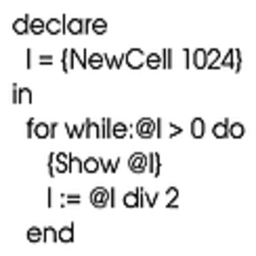 declare
I = {NewCell 1024}
in
for while:@I > 0 do
{Show @I}
I := @I div 2
end